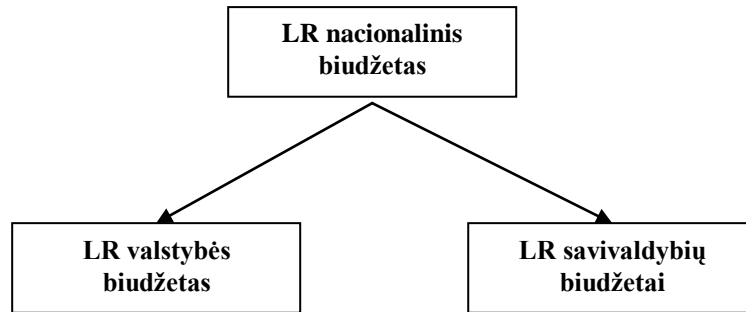 LR nacionalinis
biudžetas
LR valstybės
biudžetas
LR savivaldybių
biudžetai